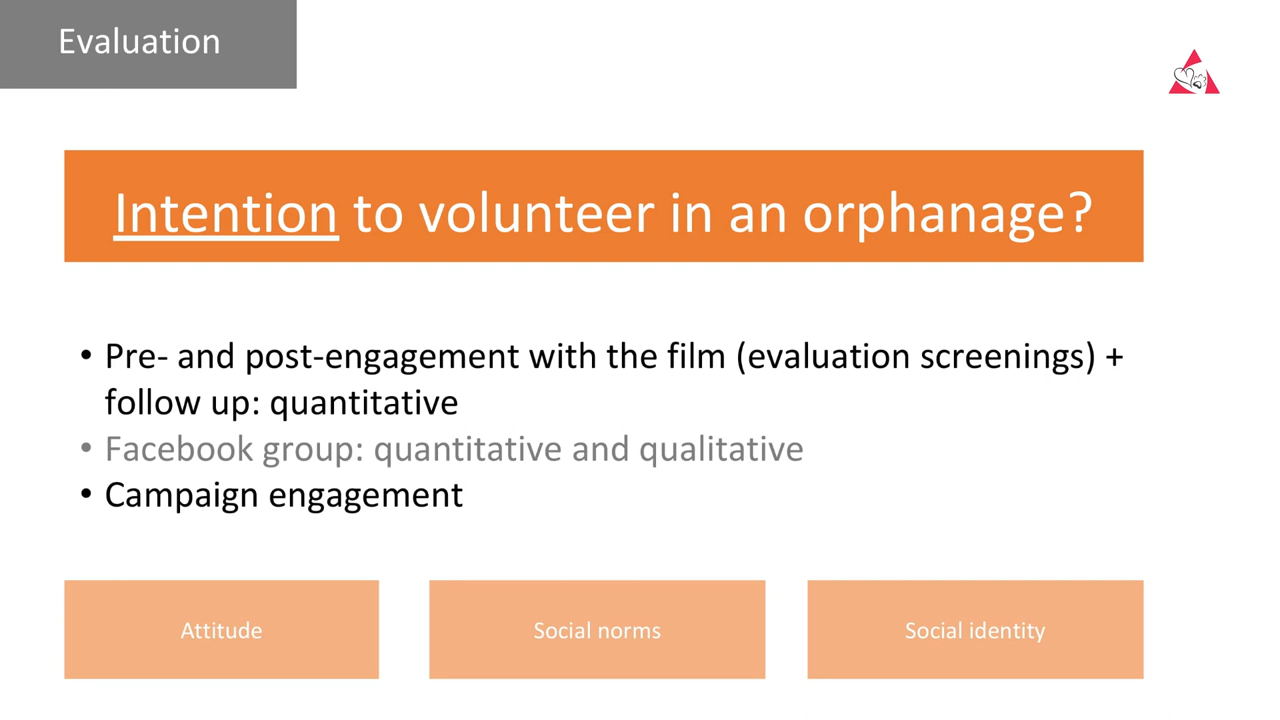 Evaluation
Intention to volunteer in an orphanage?
• Pre- and post-engagement with the film (evaluation screenings) +
follow up: quantitative
• Facebook group: quantitative and qualitative
• Campaign engagement
Attitude
Social norms
Social identity